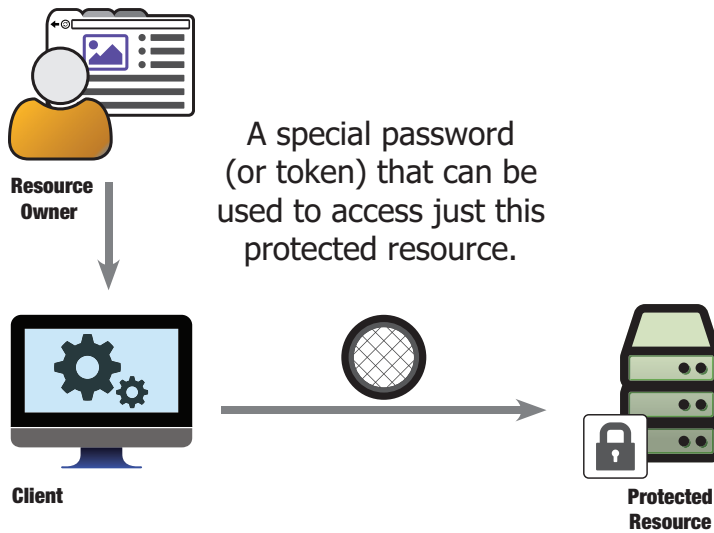 A special password
(or token) that can be
used to access just this
protected resource.
Resource
Owner
Client
Protected
Resource